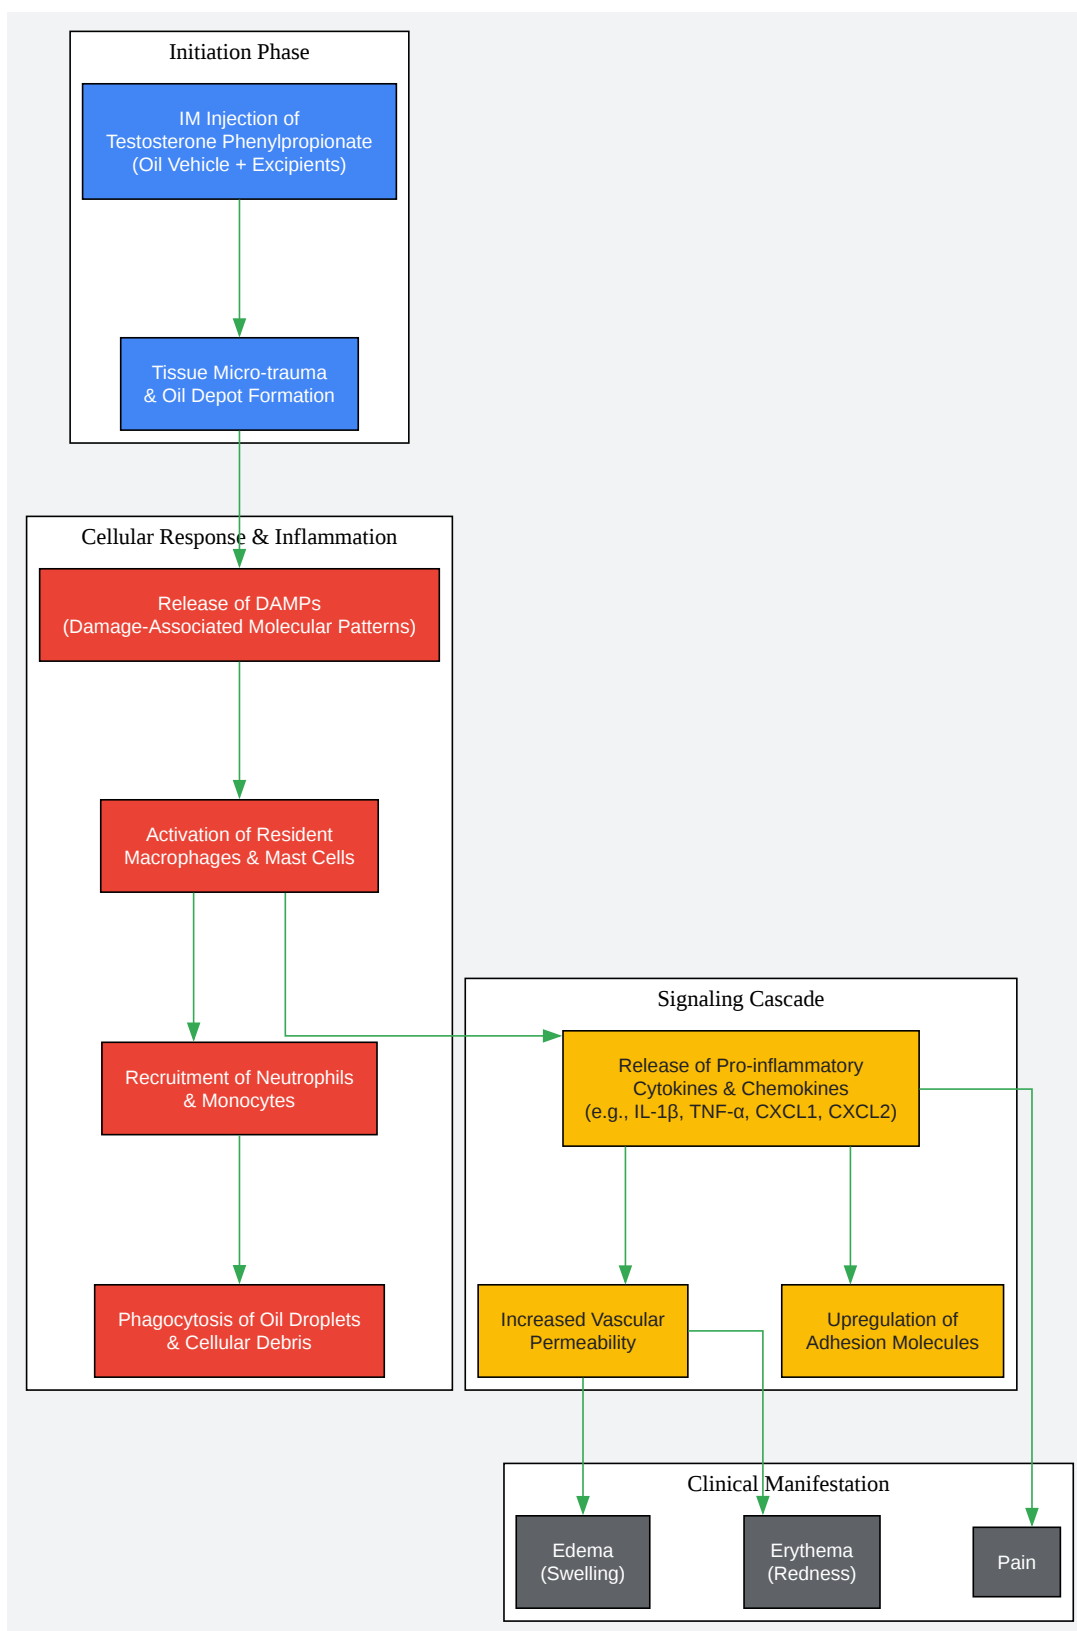 Initiation Phase
IM Injection of
Testosterone Phenylpropionate
(Oil Vehicle + Excipients)
Tissue Micro-trauma
& Oil Depot Formation
Cellular Response & Inflammation
Release of DAMPs
(Damage-Associated Molecular Patterns)
Activation of Resident
Macrophages & Mast Cells
Recruitment of Neutrophils
& Monocytes
Phagocytosis of Oil Droplets
& Cellular Debris
Signaling Cascade
Release of Pro-inflammatory
Cytokines & Chemokines
(e.g., IL-1β, TNF-α, CXCL1, CXCL2)
Increased Vascular
Permeability
Upregulation of
Adhesion Molecules
Clinical Manifestation
Edema
(Swelling)
Erythema
(Redness)
Pain